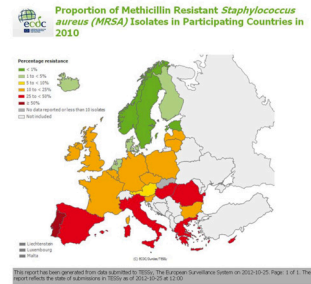 ecdc
Proportion of Methicillin Resistant Staphylococcus
aureus (MRSA) Isolates in Participating Countries in
2010
Percentage resistance
< 1%
1 to < 5%
5 to < 10%
10 to < 25%
25 to < 50%
≥ 50%
No data reported or less than 10 isolates
Not included
Liechtenstein
Luxembourg
Malta
This report has been generated from data submitted to TESSy, The European Surveillance System on 2012-10-25. Page: 1 of 1. The
report reflects the state of submissions in TESSy as of 2012-10-25 at 12:00